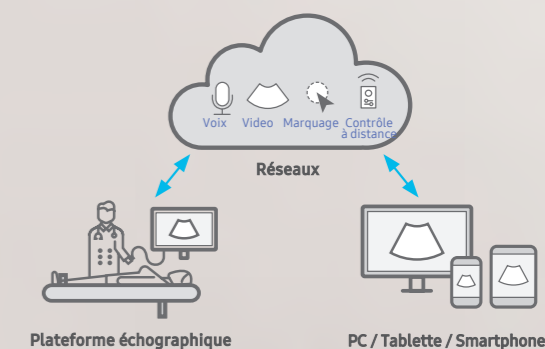 Voix Video Marquage Contrôle
à distance
Réseaux
Plateforme échographique
PC / Tablette / Smartphone